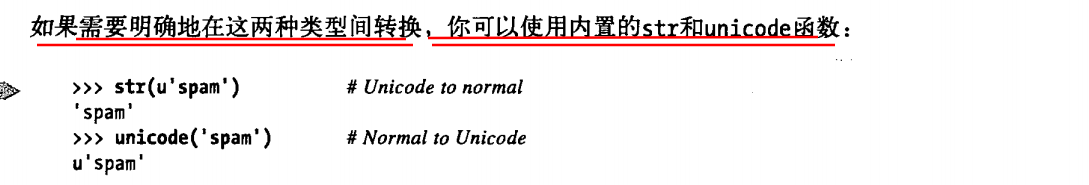 如果需要明确地在这两种类型间转换，你可以使用内置的str和unicode函数：
>>> str(u'spam') # Unicode to normal
'spam'
>>> unicode('spam') # Normal to Unicode
u'spam'